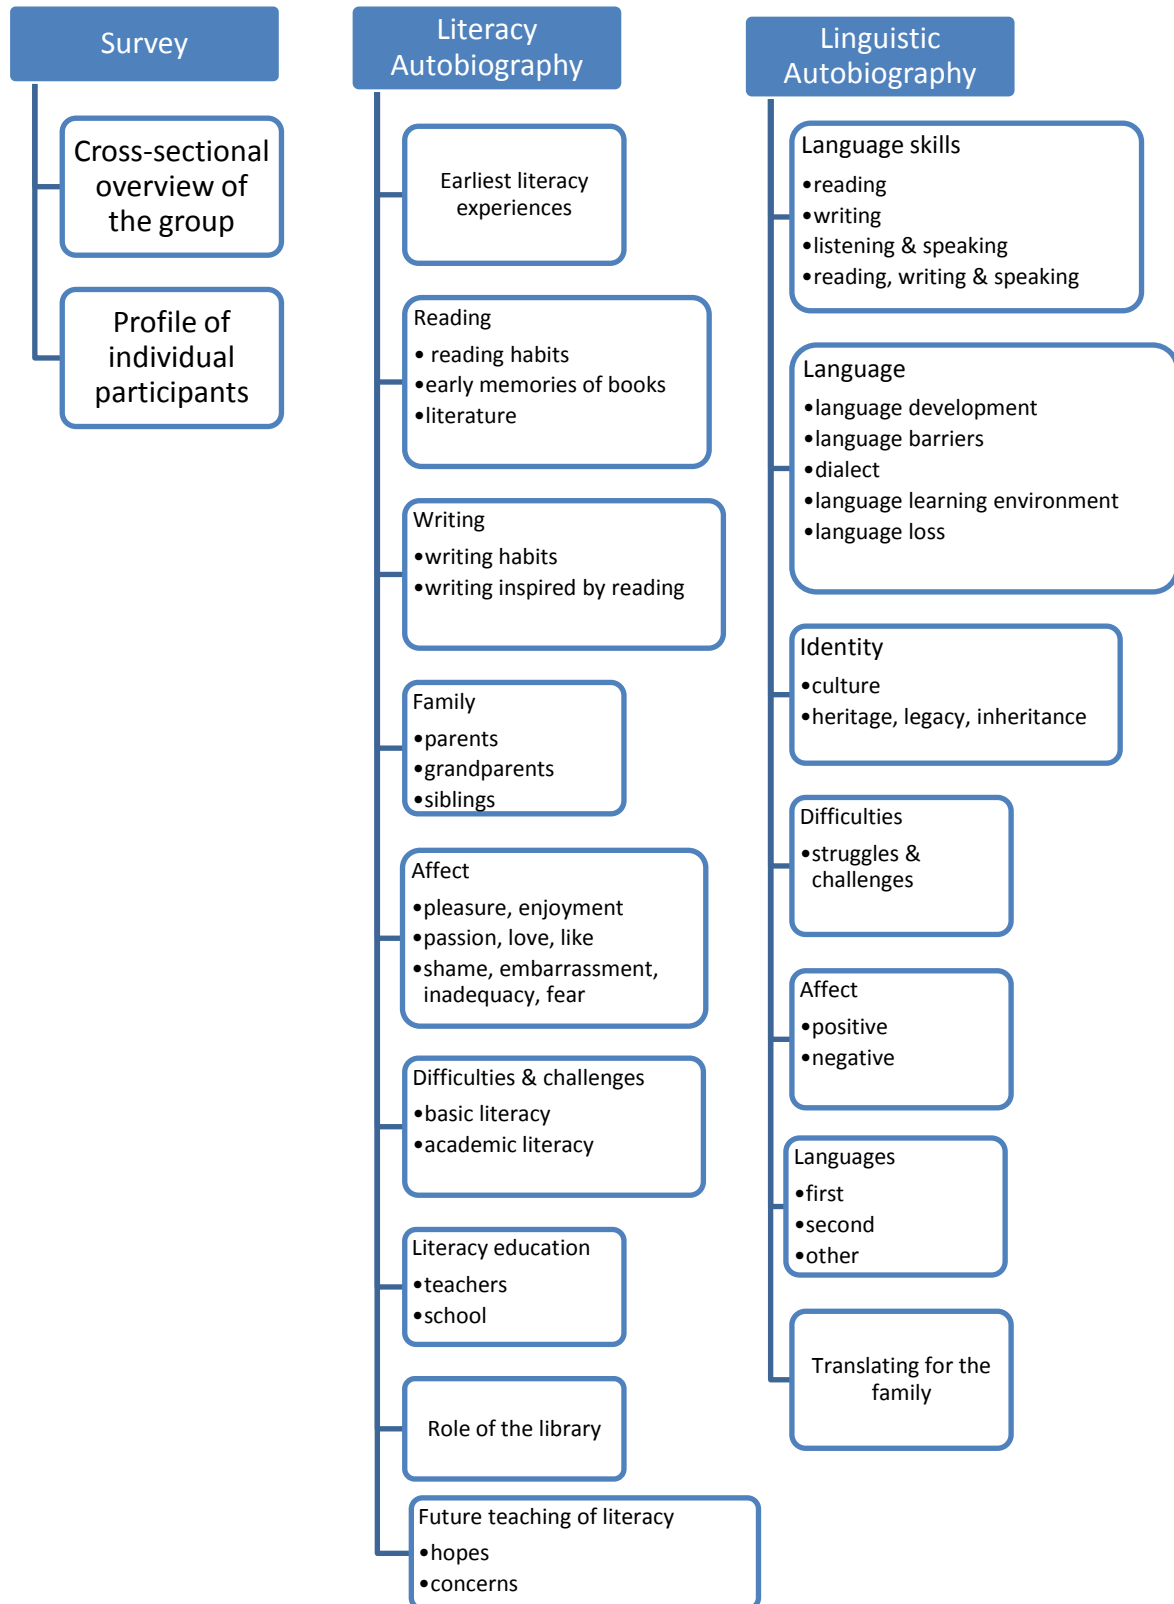 Survey
Cross-sectional
overview of
the group
Profile of
individual
participants
Literacy
Autobiography
Earliest literacy
experiences
Reading
• reading habits
•early memories of books
•literature
Writing
•writing habits
•writing inspired by reading
Family
•parents
•grandparents
•siblings
Affect
•pleasure, enjoyment
•passion, love, like
•shame, embarrassment,
inadequacy, fear
Difficulties & challenges
•basic literacy
•academic literacy
Literacy education
•teachers
•school
Role of the library
Future teaching of literacy
•hopes
•concerns
Linguistic
Autobiography
Language skills
•reading
•writing
•listening & speaking
•reading, writing & speaking
Language
•language development
•language barriers
•dialect
•language learning environment
•language loss
Identity
•culture
•heritage, legacy, inheritance
Difficulties
•struggles &
challenges
Affect
•positive
•negative
Languages
•first
•second
•other
Translating for the
family